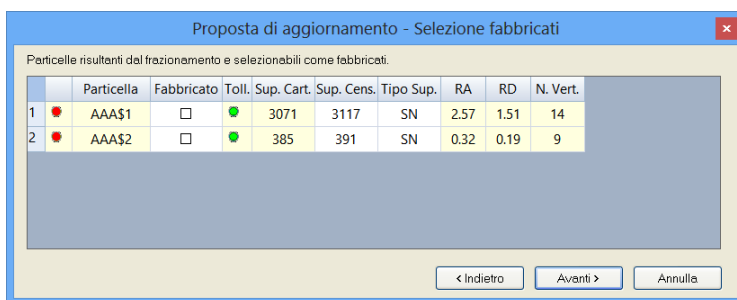 Proposta di aggiornamento - Selezione fabbricati
Particelle risultanti dal frazionamento e selezionabili come fabbricati.
Particella Fabbricato Toll. Sup. Cart. Sup. Cens. Tipo Sup. RA RD N. Vert.
1 AAA$1 3071 3117 SN 2.57 1.51 14
2 AAA$2 385 391 SN 0.32 0.19 9
< Indietro Avanti > Annulla